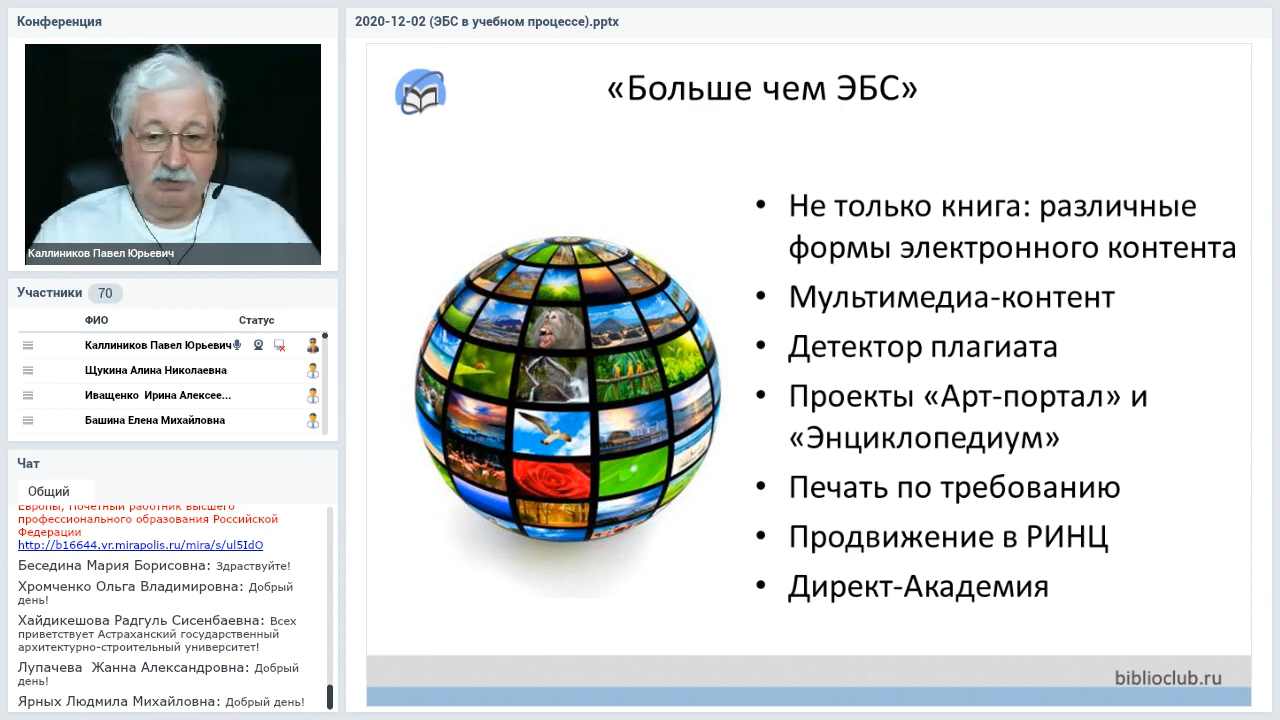 Конференция
Каллиников Павел Юрьевич
Участники 70
ФИО Статус
Каллиников Павел Юрьевич
Щукина Алина Николаевна
Иващенко Ирина Алексее...
Башина Елена Михайловна
Чат
Общий
Европы, Почетный работник высшего
профессионального образования Российской
Федерации
http://b16644.vr.mirapolis.ru/mira/s/ul5IdO
Беседина Мария Борисовна: Здраствуйте!
Хромченко Ольга Владимировна: Добрый
день!
Хайдикешова Радгуль Сисенбаевна: Всех
приветствует Астраханский государственный
архитектурно-строительный университет!
Лупачева Жанна Александровна: Добрый
день!
Ярных Людмила Михайловна: Добрый день!
2020-12-02 (ЭБС в учебном процессе).pptx
«Больше чем ЭБС»
• Не только книга: различные
формы электронного контента
• Мультимедиа-контент
• Детектор плагиата
• Проекты «Арт-портал» и
«Энциклопедиум»
• Печать по требованию
• Продвижение в РИНЦ
• Директ-Академия
biblioclub.ru